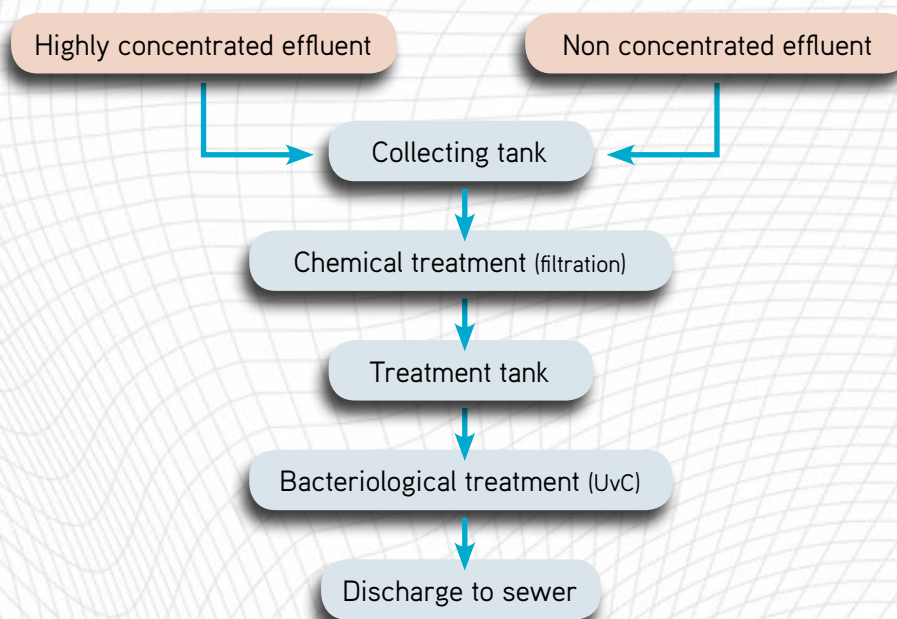 Highly concentrated effluent
Non concentrated effluent
Collecting tank
Chemical treatment (filtration)
Treatment tank
Bacteriological treatment (UvC)
Discharge to sewer